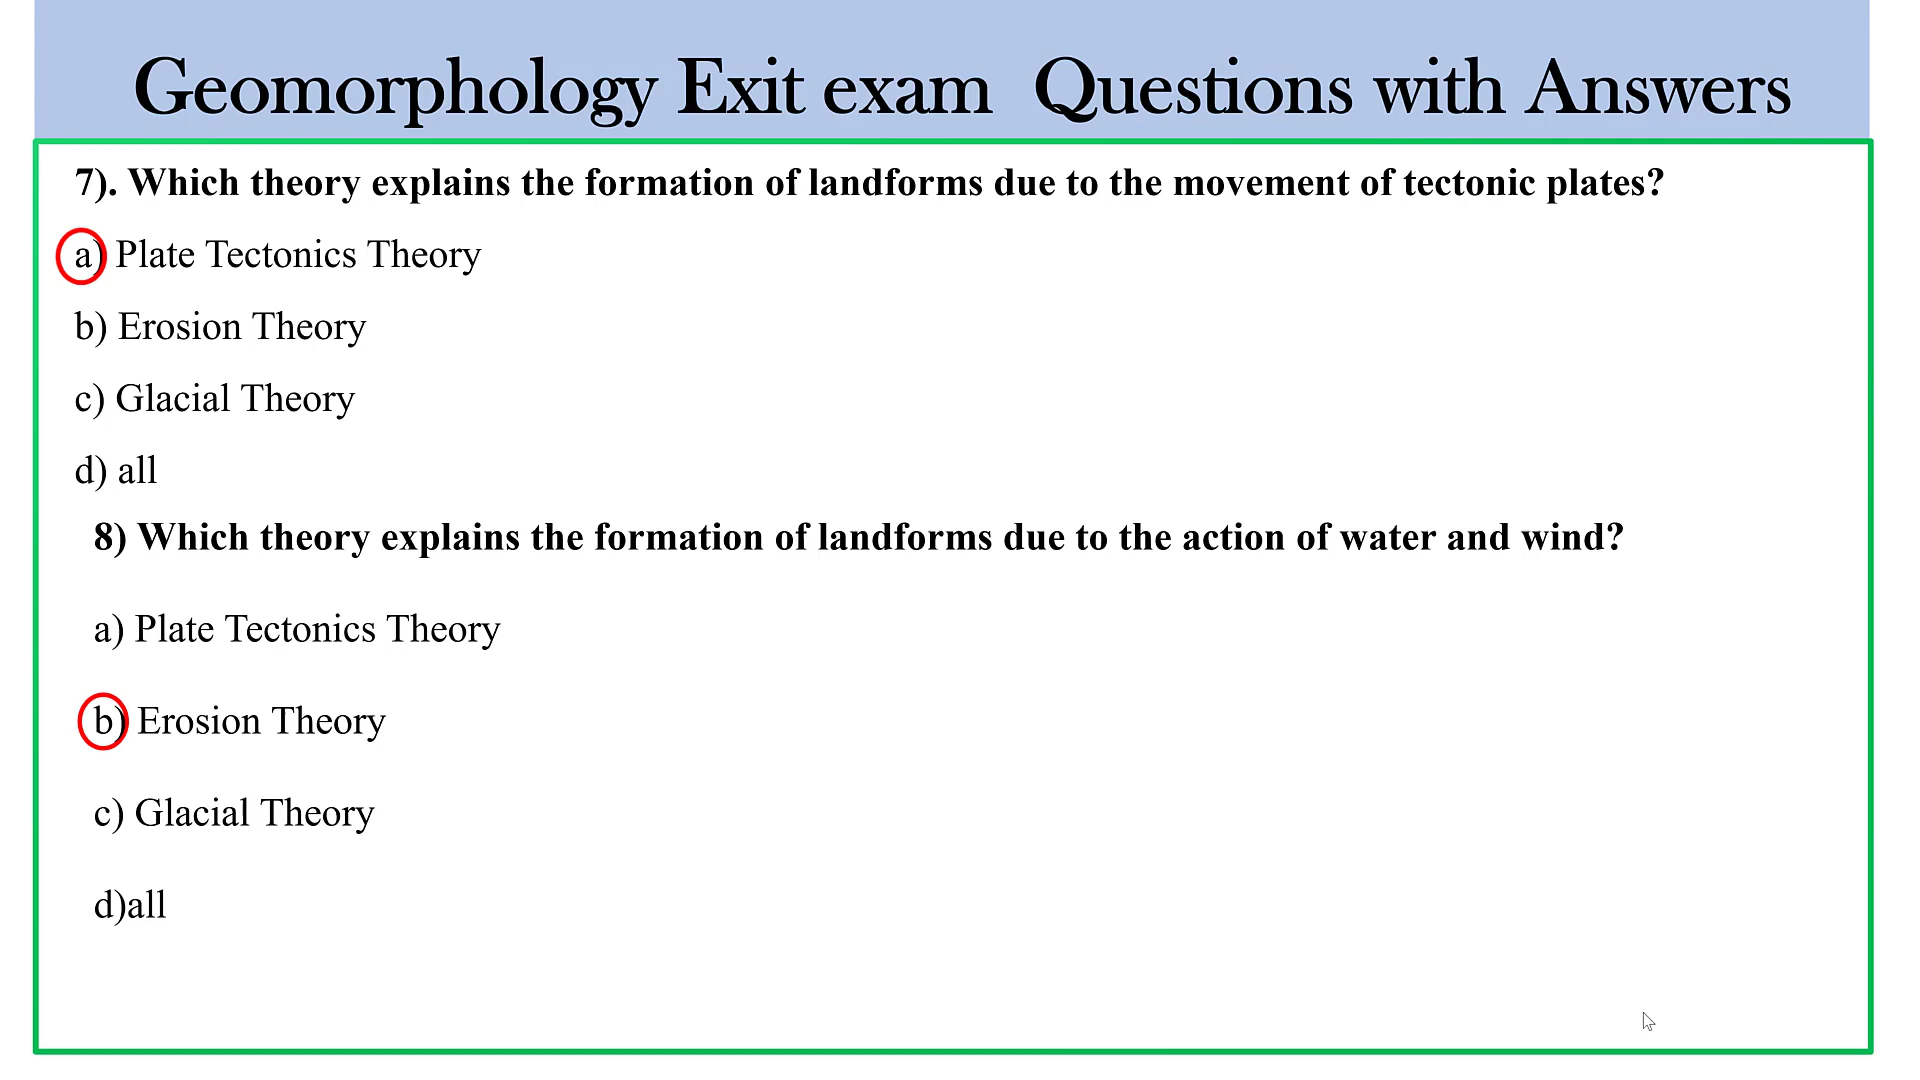 Geomorphology Exit exam Questions with Answers
7). Which theory explains the formation of landforms due to the movement of tectonic plates?
a) Plate Tectonics Theory
b) Erosion Theory
c) Glacial Theory
d) all
8) Which theory explains the formation of landforms due to the action of water and wind?
a) Plate Tectonics Theory
b) Erosion Theory
c) Glacial Theory
d)all